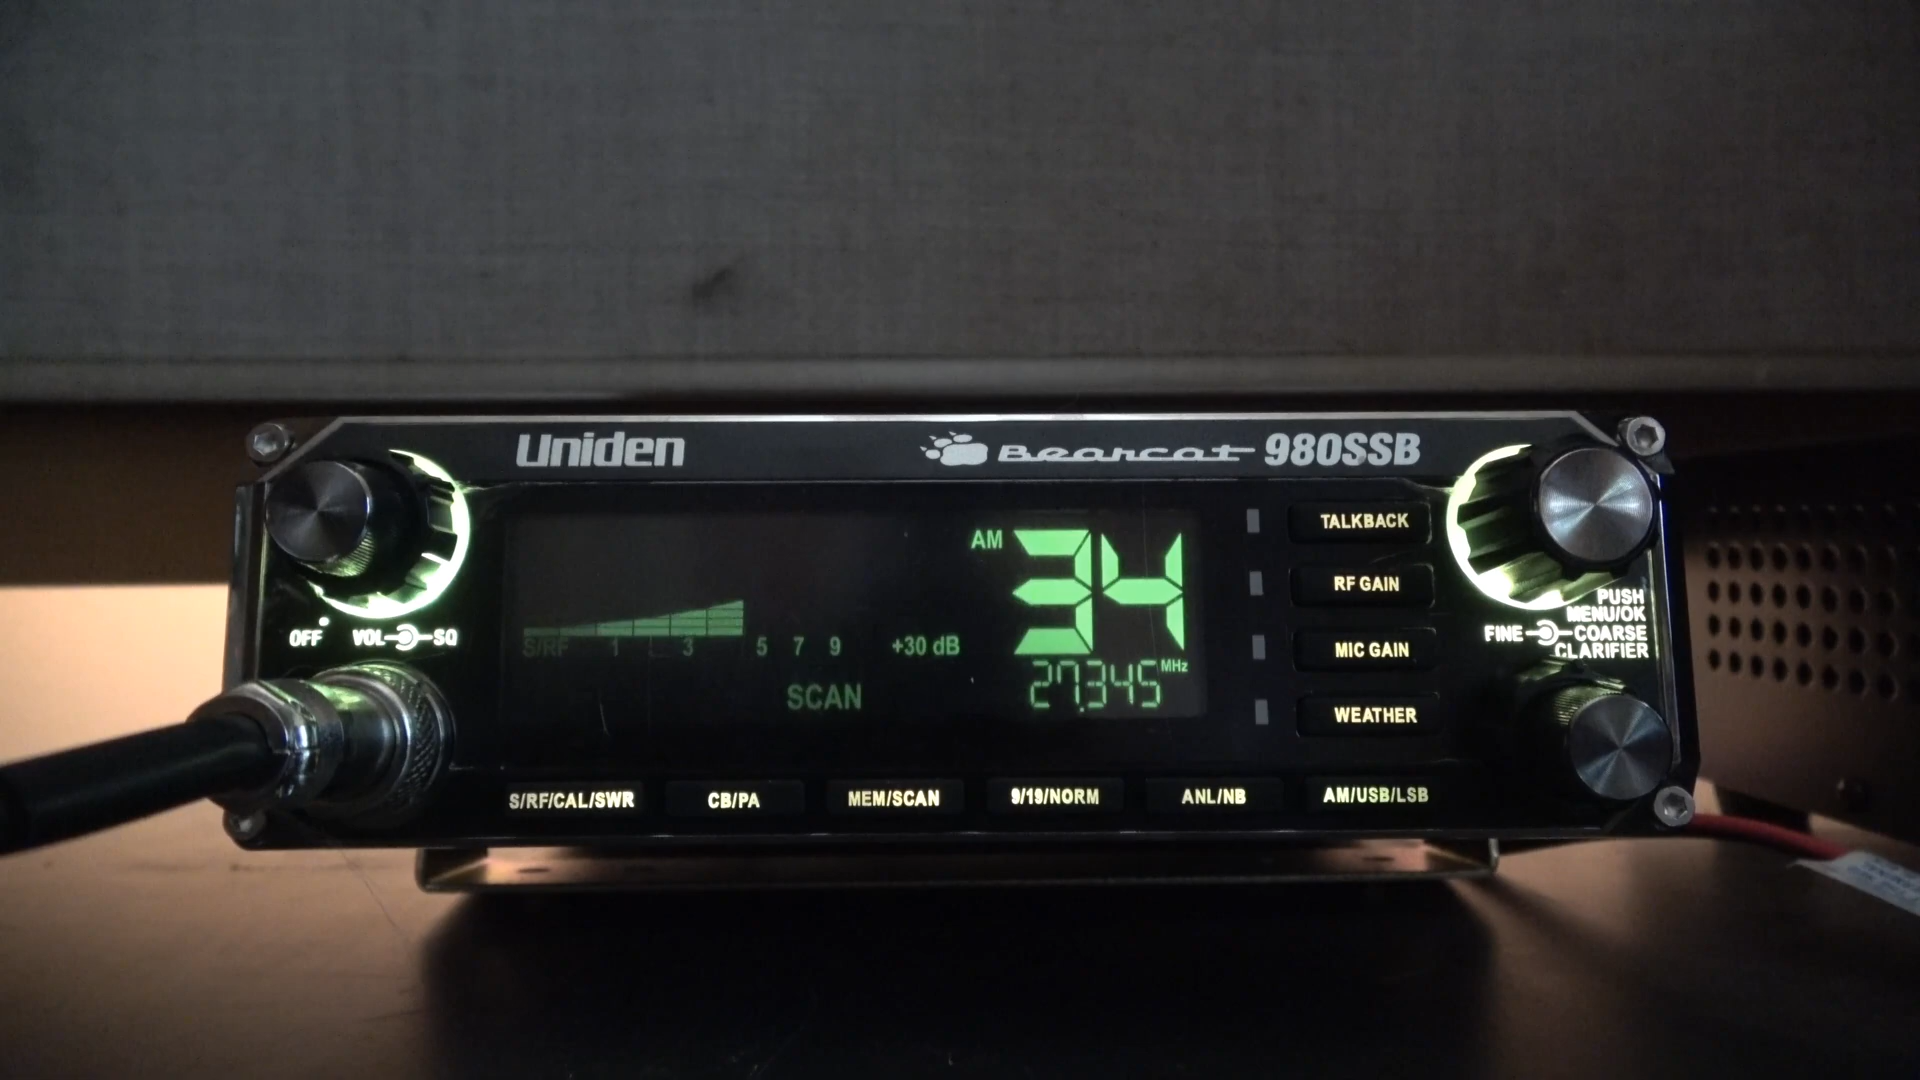 Uniden
Bearcat 980SSB
AM
34
27.345 MHz
S/RF 1 3 5 7 9 +30 dB
SCAN
OFF VOL SQ
TALKBACK
RF GAIN
MIC GAIN
WEATHER
PUSH
MENU/OK
FINE COARSE
CLARIFIER
S/RF/CAL/SWR CB/PA MEM/SCAN 9/19/NORM ANL/NB AM/USB/LSB